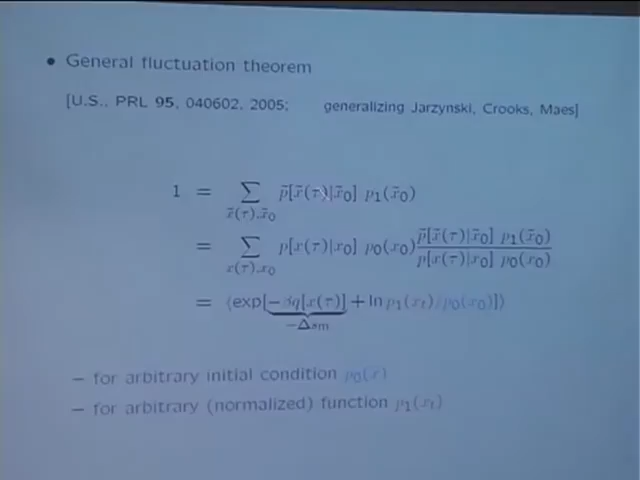 • General fluctuation theorem
[U.S., PRL 95, 040602, 2005; generalizing Jarzynski, Crooks, Maes]
1 = ∑ p̃[x̃(τ)|x̃₀] p₁(x̃₀)
x̃(τ),x̃₀
= ∑ p[x(τ)|x₀] p₀(x₀) p̃[x̃(τ)|x̃₀] p₁(x̃₀) / p[x(τ)|x₀] p₀(x₀)
x(τ),x₀
= ⟨exp[−βq[x(τ)] + ln p₁(xₜ)/p₀(x₀)]⟩
−Δsm
– for arbitrary initial condition p₀(x)
– for arbitrary (normalized) function p₁(xₜ)